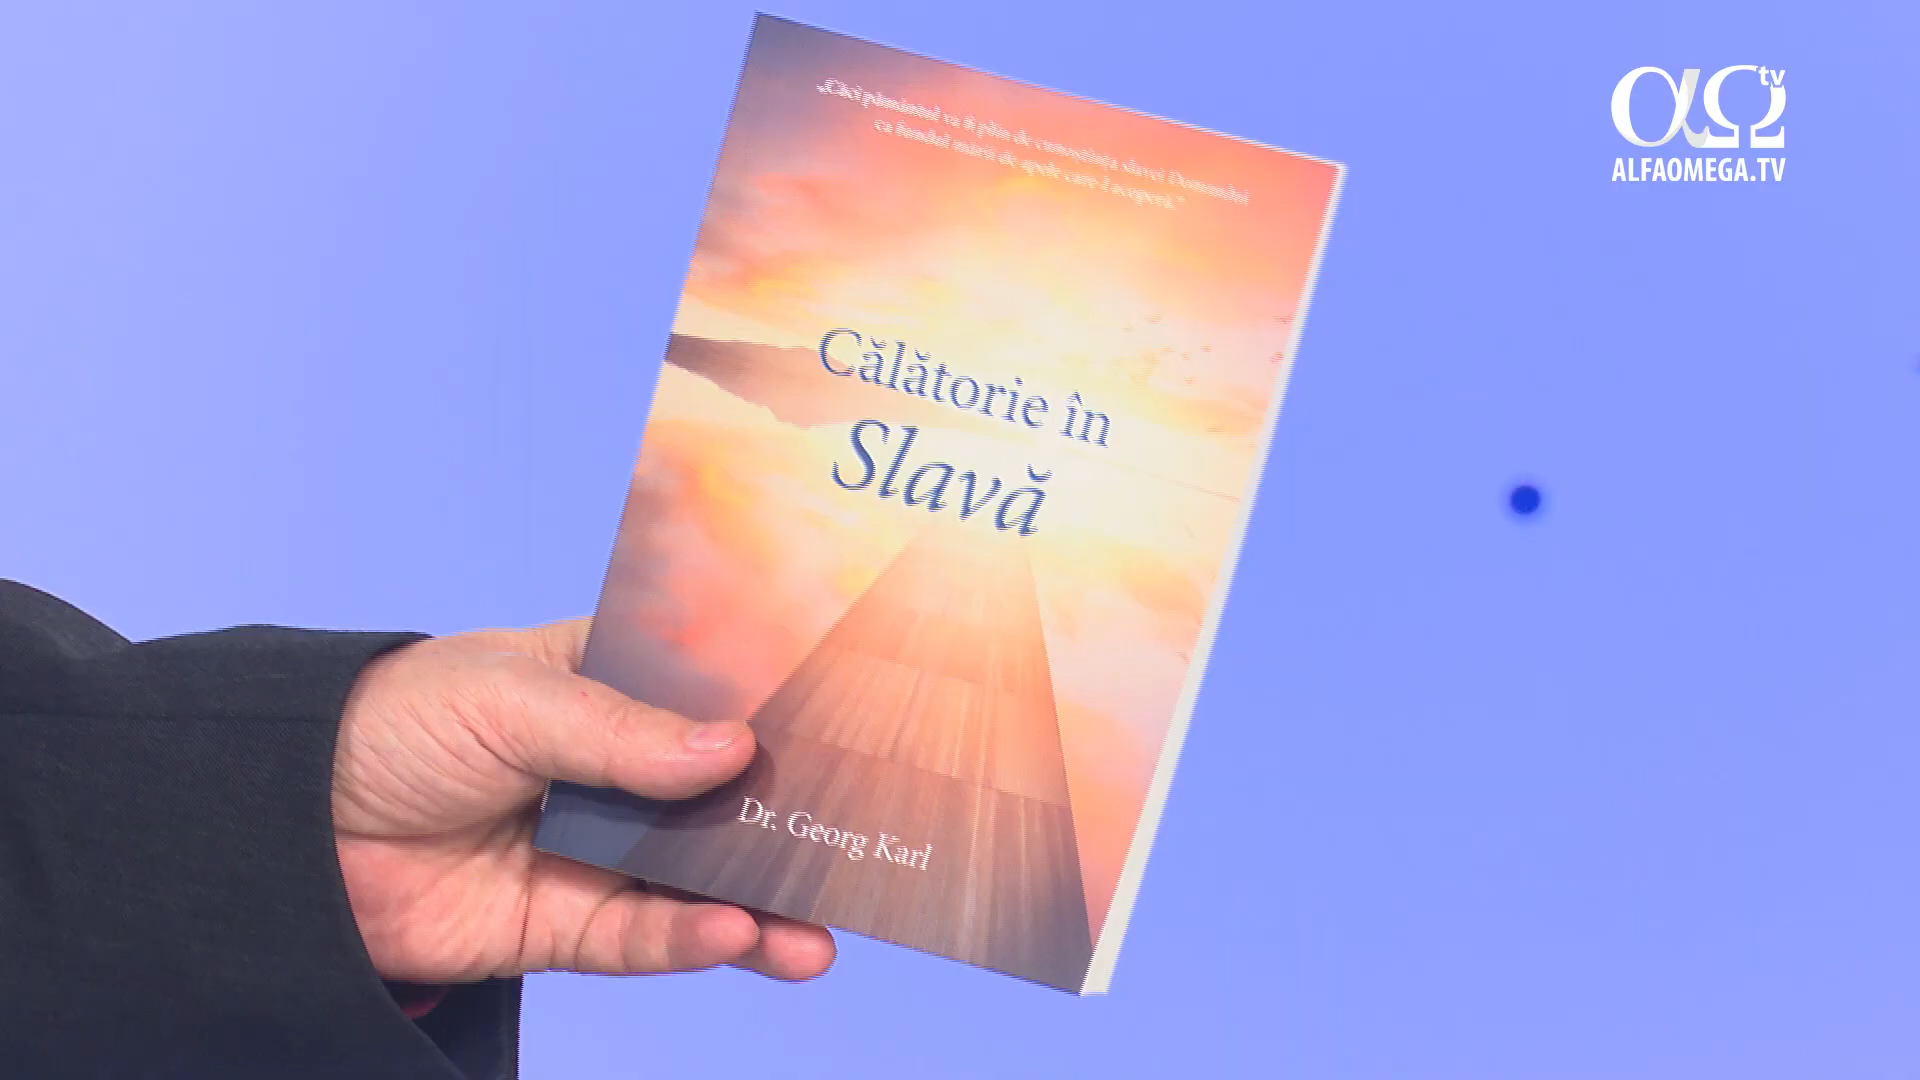 „Căci pământul va fi plin de cunoștința slavei Domnului
ca fundul mării de apele care-l acoperă.”
Călătorie în
Slavă
Dr. Georg Karl
αΩ tv
ALFAOMEGA.TV